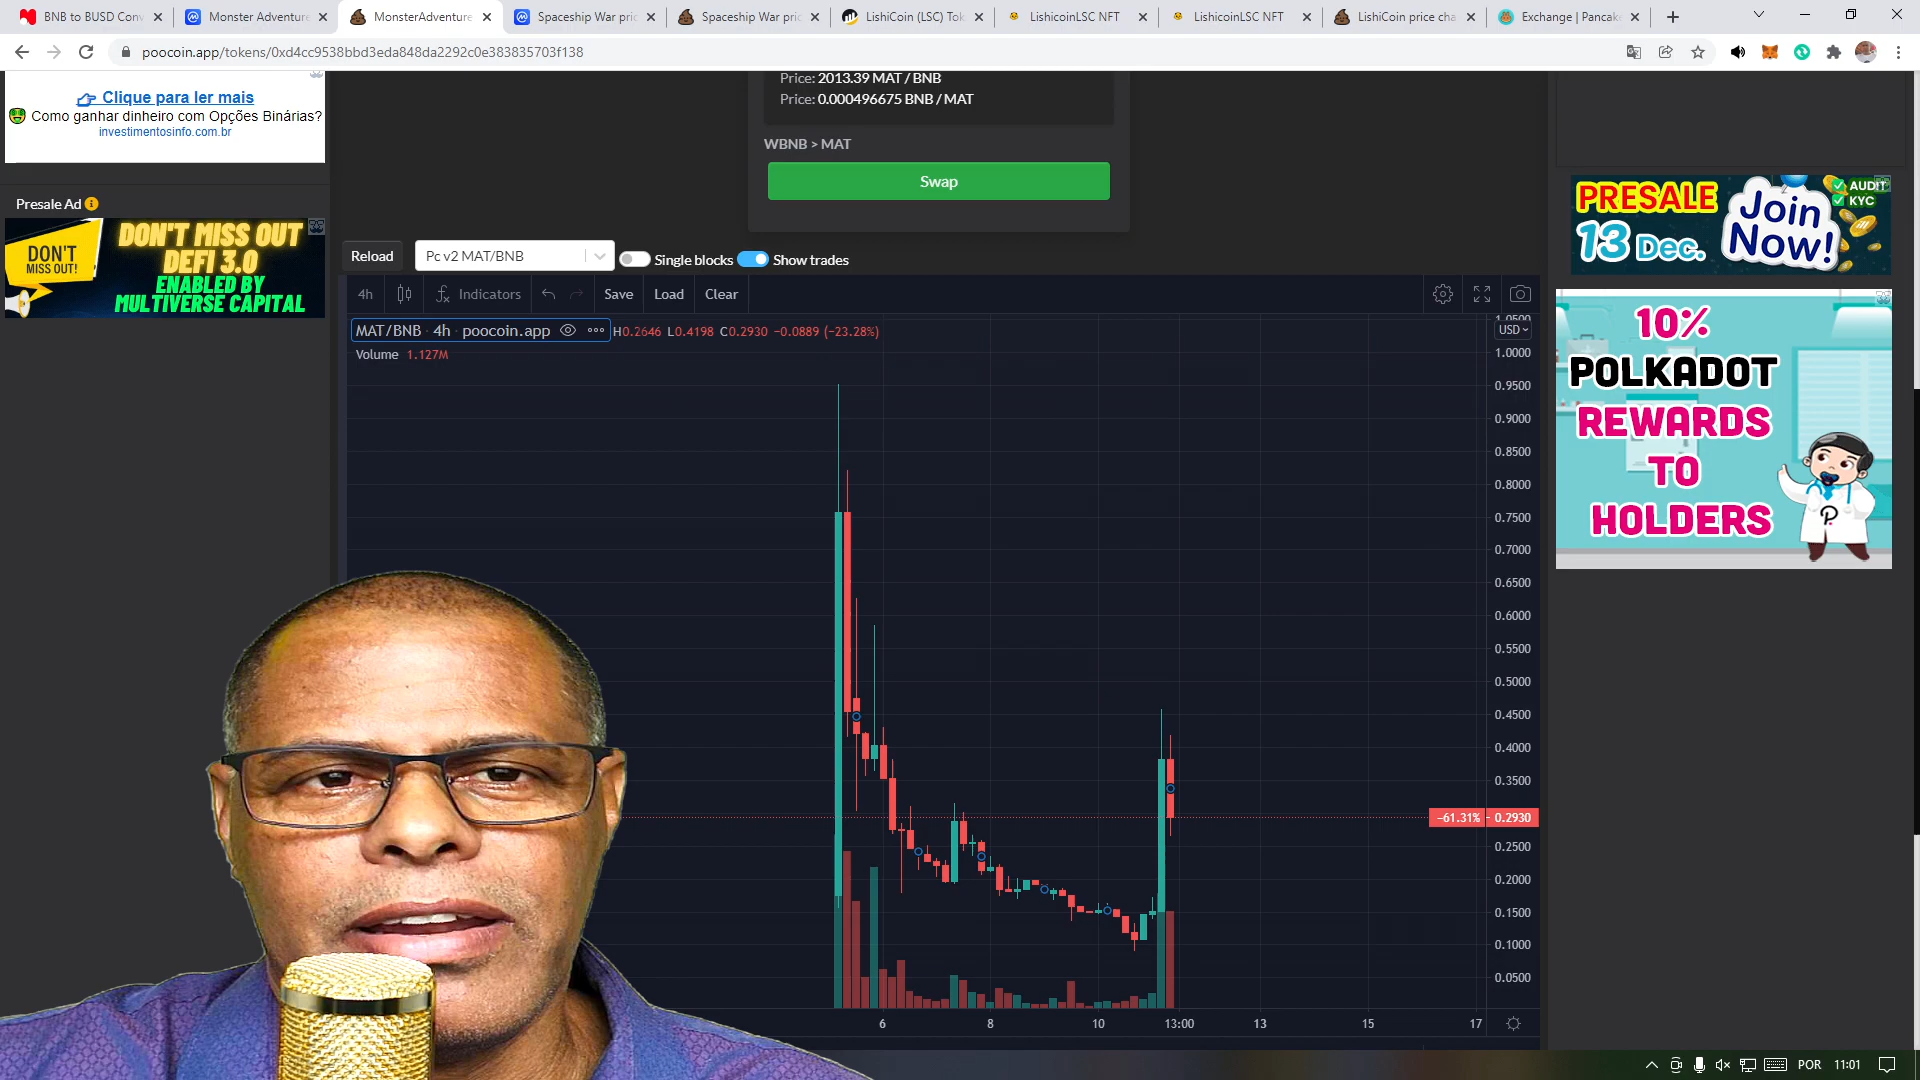 BNB to BUSD Conv
Monster Adventure
MonsterAdventure
Spaceship War pric
Spaceship War pric
LishiCoin (LSC) Tok
LishicoinLSC NFT
LishicoinLSC NFT
LishiCoin price cha
Exchange | Pancake
poocoin.app/tokens/0xd4cc9538bbd3eda848da2292c0e383835703f138
Clique para ler mais
Como ganhar dinheiro com Opções Binárias?
investimentosinfo.com.br
Presale Ad
DON'T
MISS OUT!
DON'T MISS OUT
DEFI 3.0
ENABLED BY
MULTIVERSE CAPITAL
Price: 2013.39 MAT / BNB
Price: 0.000496675 BNB / MAT
WBNB > MAT
Swap
Reload
Pc v2 MAT/BNB
Single blocks
Show trades
4h
Indicators
Save
Load
Clear
MAT/BNB · 4h · poocoin.app
H0.2646 L0.4198 C0.2930 −0.0889 (−23.28%)
Volume 1.127M
USD
1.0500
1.0000
0.9500
0.9000
0.8500
0.8000
0.7500
0.7000
0.6500
0.6000
0.5500
0.5000
0.4500
0.4000
0.3500
−61.31% 0.2930
0.2500
0.2000
0.1500
0.1000
0.0500
6 8 10 13:00 13 15 17
PRESALE
13 Dec.
Join
Now!
AUDIT
KYC
10%
POLKADOT
REWARDS
TO
HOLDERS
POR 11:01